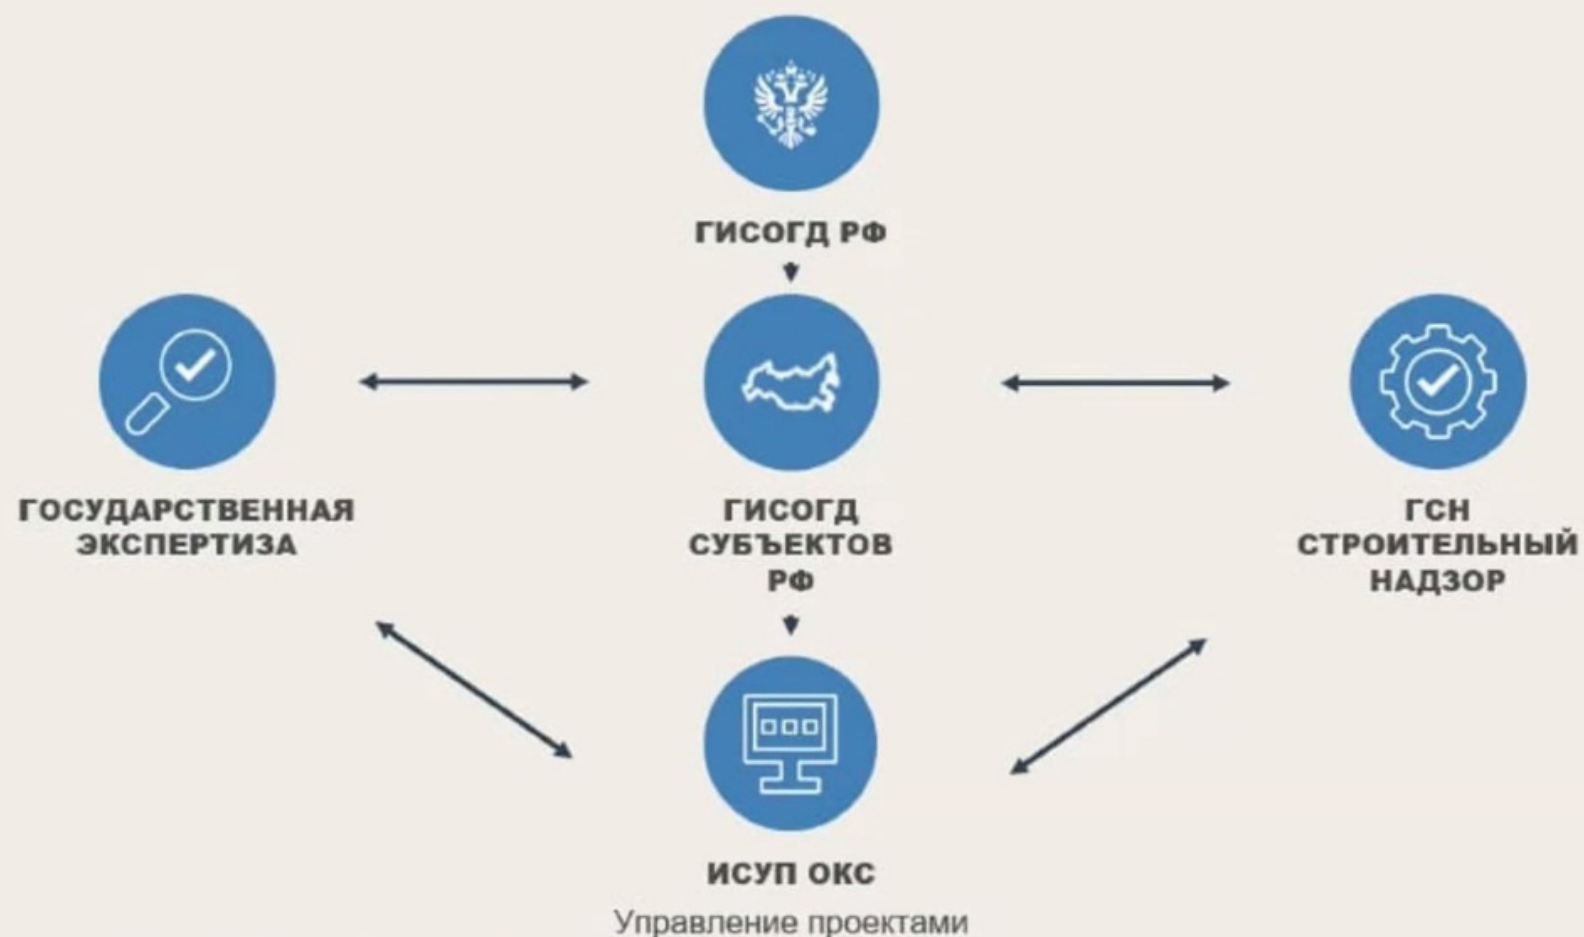 ГИСОГД РФ
ГОСУДАРСТВЕННАЯ
ЭКСПЕРТИЗА
ГИСОГД
СУБЪЕКТОВ
РФ
ГСН
СТРОИТЕЛЬНЫЙ
НАДЗОР
ИСУП ОКС
Управление проектами